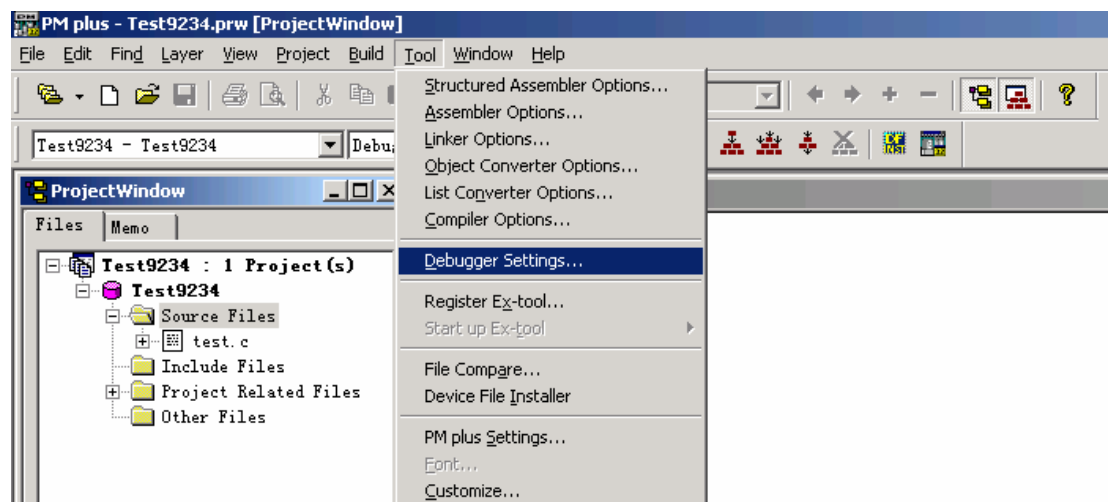 PM plus - Test9234.prw [ProjectWindow]
File Edit Find Layer View Project Build Tool Window Help
Test9234 - Test9234
ProjectWindow
Files Memo
Test9234 : 1 Project(s)
Test9234
Source Files
test.c
Include Files
Project Related Files
Other Files
Structured Assembler Options...
Assembler Options...
Linker Options...
Object Converter Options...
List Converter Options...
Compiler Options...
Debugger Settings...
Register Ex-tool...
Start up Ex-tool
File Compare...
Device File Installer
PM plus Settings...
Font...
Customize...